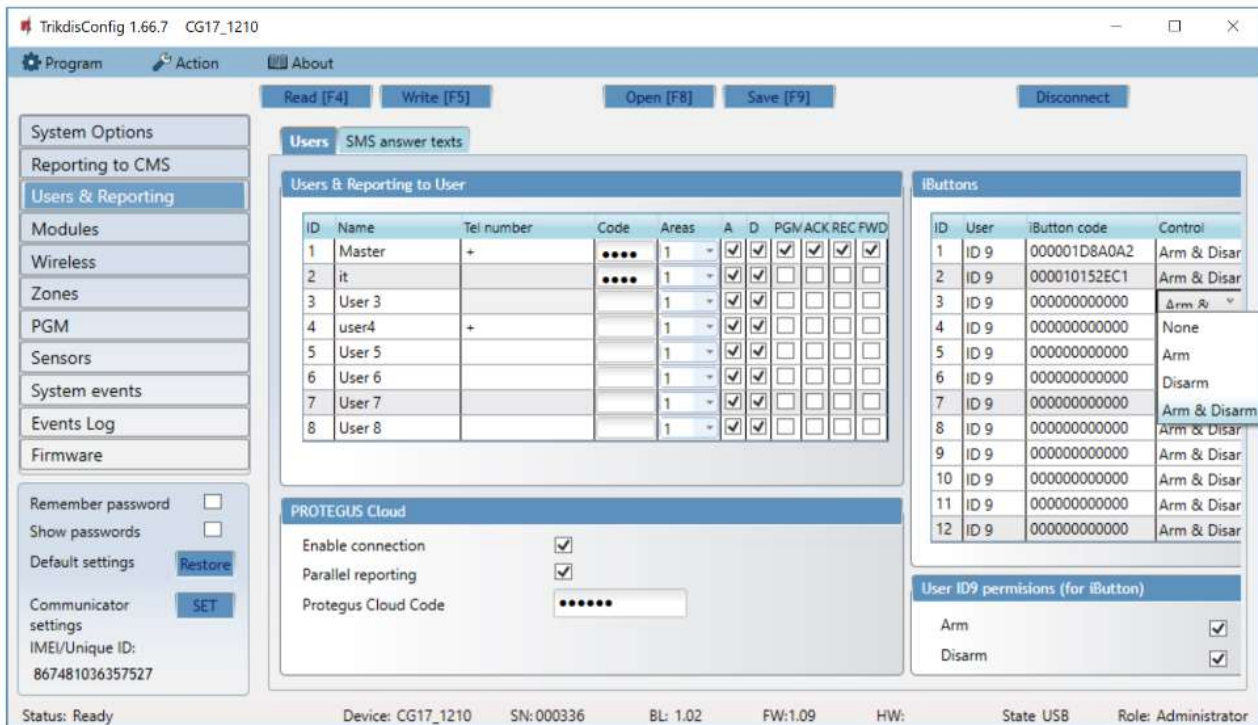 TrikdisConfig 1.66.7 CG17_1210
Program Action About
Read [F4] Write [F5] Open [F8] Save [F9] Disconnect
System Options
Reporting to CMS
Users & Reporting
Modules
Wireless
Zones
PGM
Sensors
System events
Events Log
Firmware
Remember password
Show passwords
Default settings Restore
Communicator settings SET
IMEI/Unique ID:
867481036357527
Users SMS answer texts
Users & Reporting to User
ID Name Tel number Code Areas A D PGM ACK REC FWD
1 Master + •••• 1
2 it •••• 1
3 User 3 1
4 user4 + 1
5 User 5 1
6 User 6 1
7 User 7 1
8 User 8 1
PROTEGUS Cloud
Enable connection
Parallel reporting
Protegus Cloud Code ••••••
iButtons
ID User iButton code Control
1 ID 9 000001D8A0A2 Arm & Disar
2 ID 9 000010152EC1 Arm & Disar
3 ID 9 000000000000 Arm &
4 ID 9 000000000000 None
5 ID 9 000000000000 Arm
6 ID 9 000000000000 Disarm
7 ID 9 000000000000 Arm & Disarm
8 ID 9 000000000000 Arm & Disar
9 ID 9 000000000000 Arm & Disar
10 ID 9 000000000000 Arm & Disar
11 ID 9 000000000000 Arm & Disar
12 ID 9 000000000000 Arm & Disar
User ID9 permisions (for iButton)
Arm
Disarm
Status: Ready Device: CG17_1210 SN:000336 BL: 1.02 FW:1.09 HW: State USB Role: Administrator